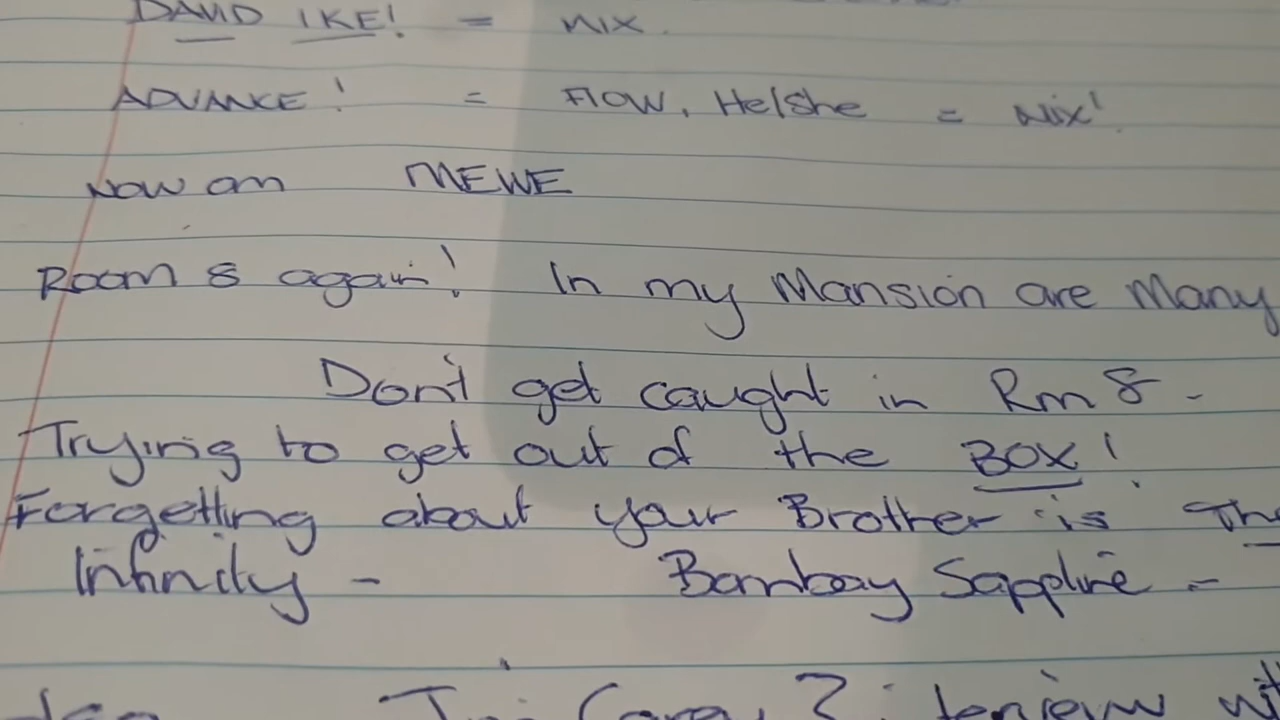 DAVID IKE! = NIX.
ADVANCE! = Flow, He/She = Nix!
Now on MEWE
Room 8 again! In my Mansion are Many
Don't get caught in Rm 8 -
Trying to get out of the BOX!
Forgetting about your Brother is
Infinity - Bombay Sapphire -